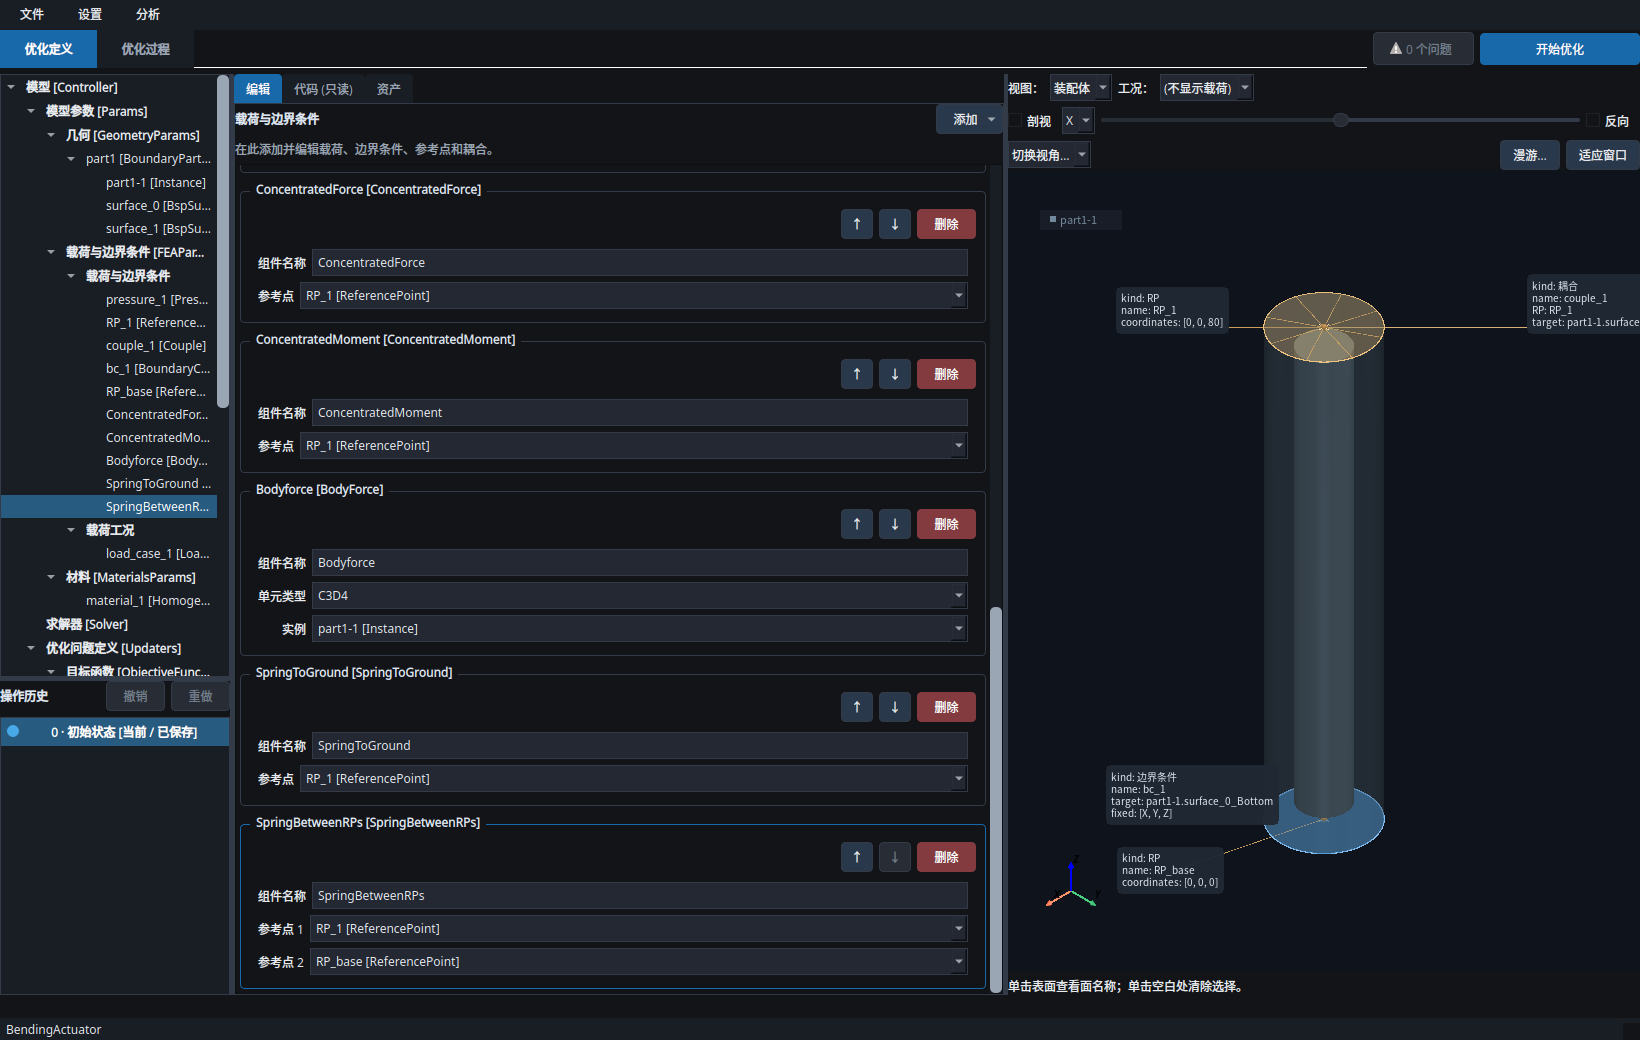 文件 设置 分析
优化定义 优化过程 0 个问题 开始优化
模型 [Controller]
模型参数 [Params]
几何 [GeometryParams]
part1 [BoundaryPart...
part1-1 [Instance]
surface_0 [BspSu...
surface_1 [BspSu...
载荷与边界条件 [FEAPar...
载荷与边界条件
pressure_1 [Pres...
RP_1 [Reference...
couple_1 [Couple]
bc_1 [BoundaryC...
RP_base [Refere...
ConcentratedFor...
ConcentratedMo...
Bodyforce [Body...
SpringToGround ...
SpringBetweenR...
载荷工况
load_case_1 [Loa...
材料 [MaterialsParams]
material_1 [Homoge...
求解器 [Solver]
优化问题定义 [Updaters]
目标函数 [ObjectiveFunc...
操作历史 撤销 重做
0 · 初始状态 [当前 / 已保存]
编辑 代码 (只读) 资产
载荷与边界条件 添加
在此添加并编辑载荷、边界条件、参考点和耦合。
ConcentratedForce [ConcentratedForce]
↑ ↓ 删除
组件名称 ConcentratedForce
参考点 RP_1 [ReferencePoint]
ConcentratedMoment [ConcentratedMoment]
↑ ↓ 删除
组件名称 ConcentratedMoment
参考点 RP_1 [ReferencePoint]
Bodyforce [BodyForce]
↑ ↓ 删除
组件名称 Bodyforce
单元类型 C3D4
实例 part1-1 [Instance]
SpringToGround [SpringToGround]
↑ ↓ 删除
组件名称 SpringToGround
参考点 RP_1 [ReferencePoint]
SpringBetweenRPs [SpringBetweenRPs]
↑ ↓ 删除
组件名称 SpringBetweenRPs
参考点 1 RP_1 [ReferencePoint]
参考点 2 RP_base [ReferencePoint]
视图: 装配体 工况: (不显示载荷)
剖视 X 反向
切换视角... 漫游... 适应窗口
part1-1
kind: RP
name: RP_1
coordinates: [0, 0, 80]
kind: 耦合
name: couple_1
RP: RP_1
target: part1-1.surface
kind: 边界条件
name: bc_1
target: part1-1.surface_0_Bottom
fixed: [X, Y, Z]
kind: RP
name: RP_base
coordinates: [0, 0, 0]
Z
X Y
单击表面查看面名称；单击空白处清除选择。
BendingActuator